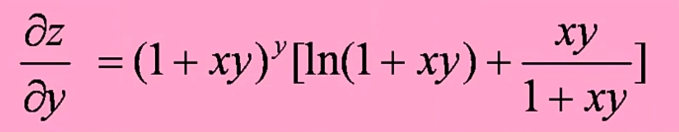 ∂z/∂y = (1 + xy)^y [ln(1 + xy) + xy/(1 + xy)]